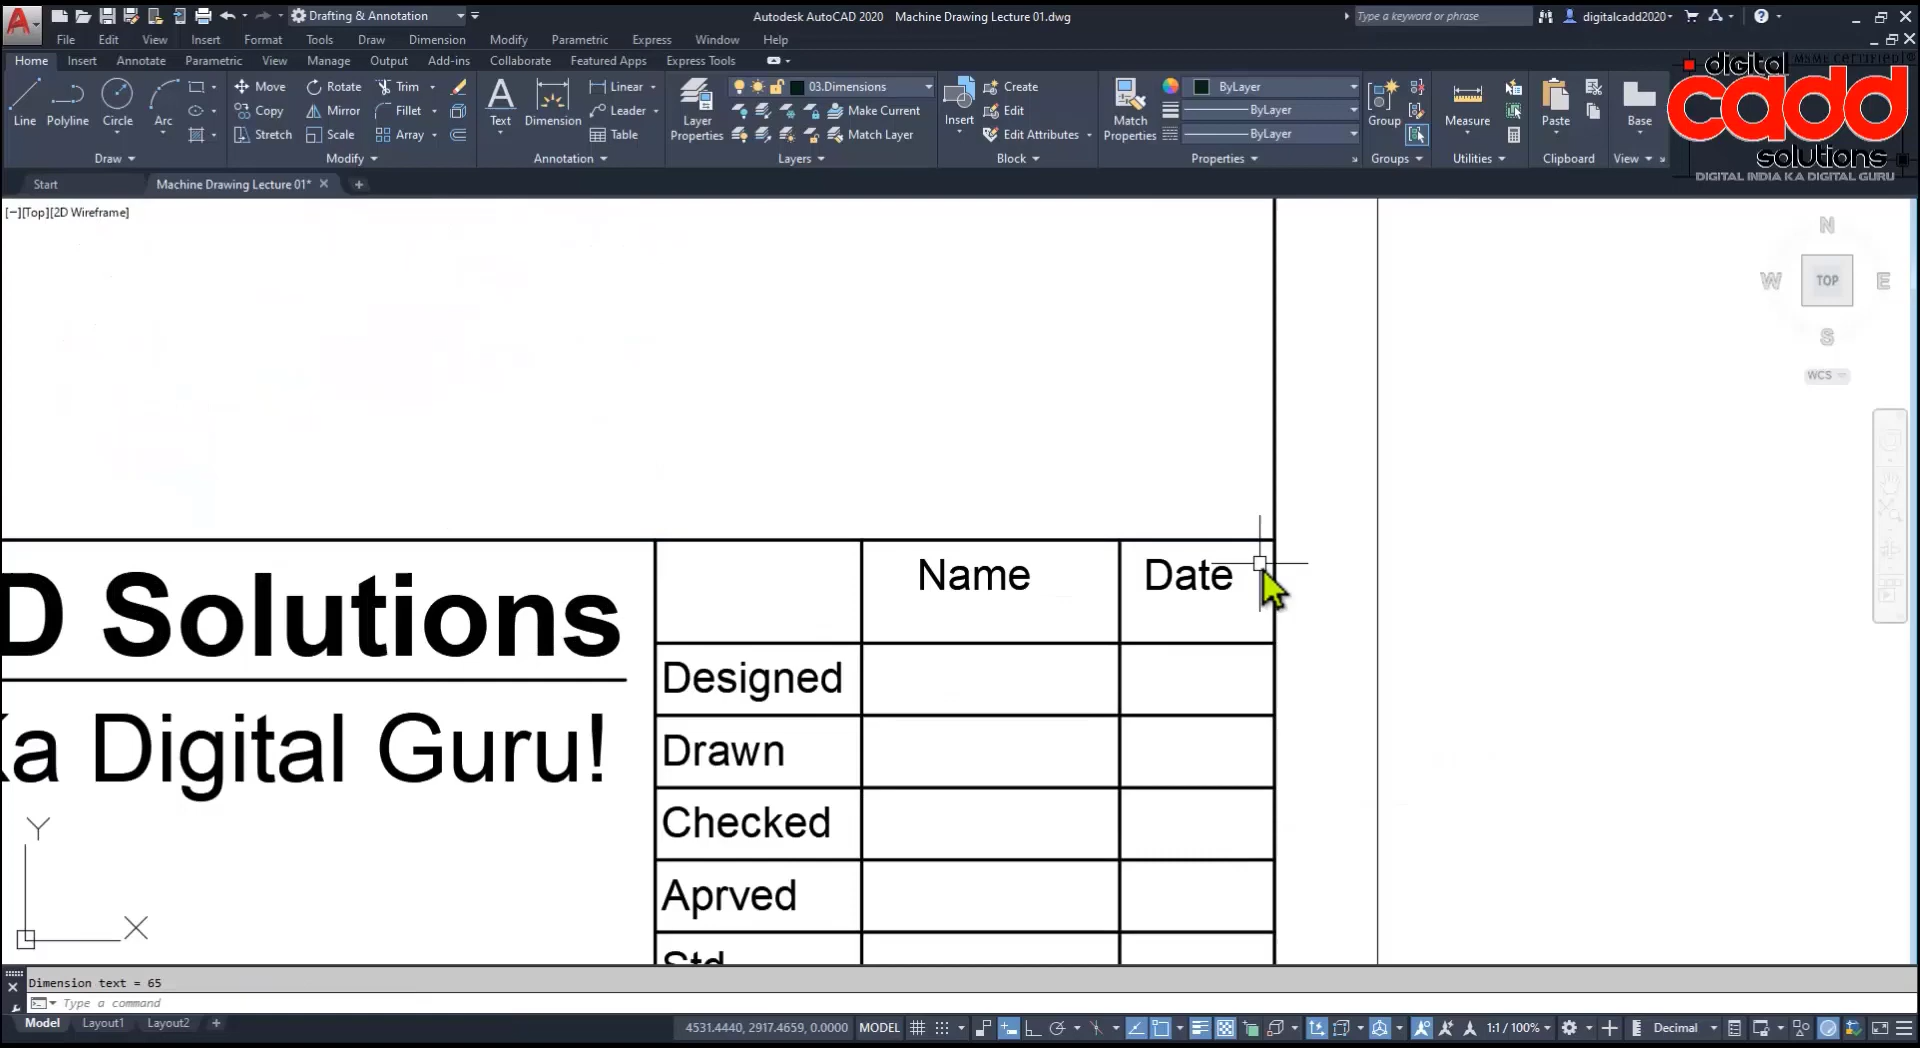 Drafting & Annotation
Autodesk AutoCAD 2020 Machine Drawing Lecture 01.dwg
Type a keyword or phrase
digitalcadd2020
File Edit View Insert Format Tools Draw Dimension Modify Parametric Express Window Help
Home Insert Annotate Parametric View Manage Output Add-ins Collaborate Featured Apps Express Tools
digital MSME CERTIFIED
cadd
solutions
DIGITAL INDIA KA DIGITAL GURU
Line Polyline Circle Arc
Move Rotate Trim
Copy Mirror Fillet
Stretch Scale Array
Text Dimension
Linear
Leader
Table
Layer Properties
03.Dimensions
Make Current
Match Layer
Insert
Create
Edit
Edit Attributes
Match Properties
ByLayer
ByLayer
ByLayer
Group
Measure
Paste
Base
Draw Modify Annotation Layers Block Properties Groups Utilities Clipboard View
Start Machine Drawing Lecture 01*
[−][Top][2D Wireframe]
N
W TOP E
S
WCS
D Solutions
Ka Digital Guru!
Name Date
Designed
Drawn
Checked
Aprved
Std
Y
X
Dimension text = 65
Type a command
Model Layout1 Layout2
4531.4440, 2917.4659, 0.0000 MODEL 1:1 / 100% Decimal